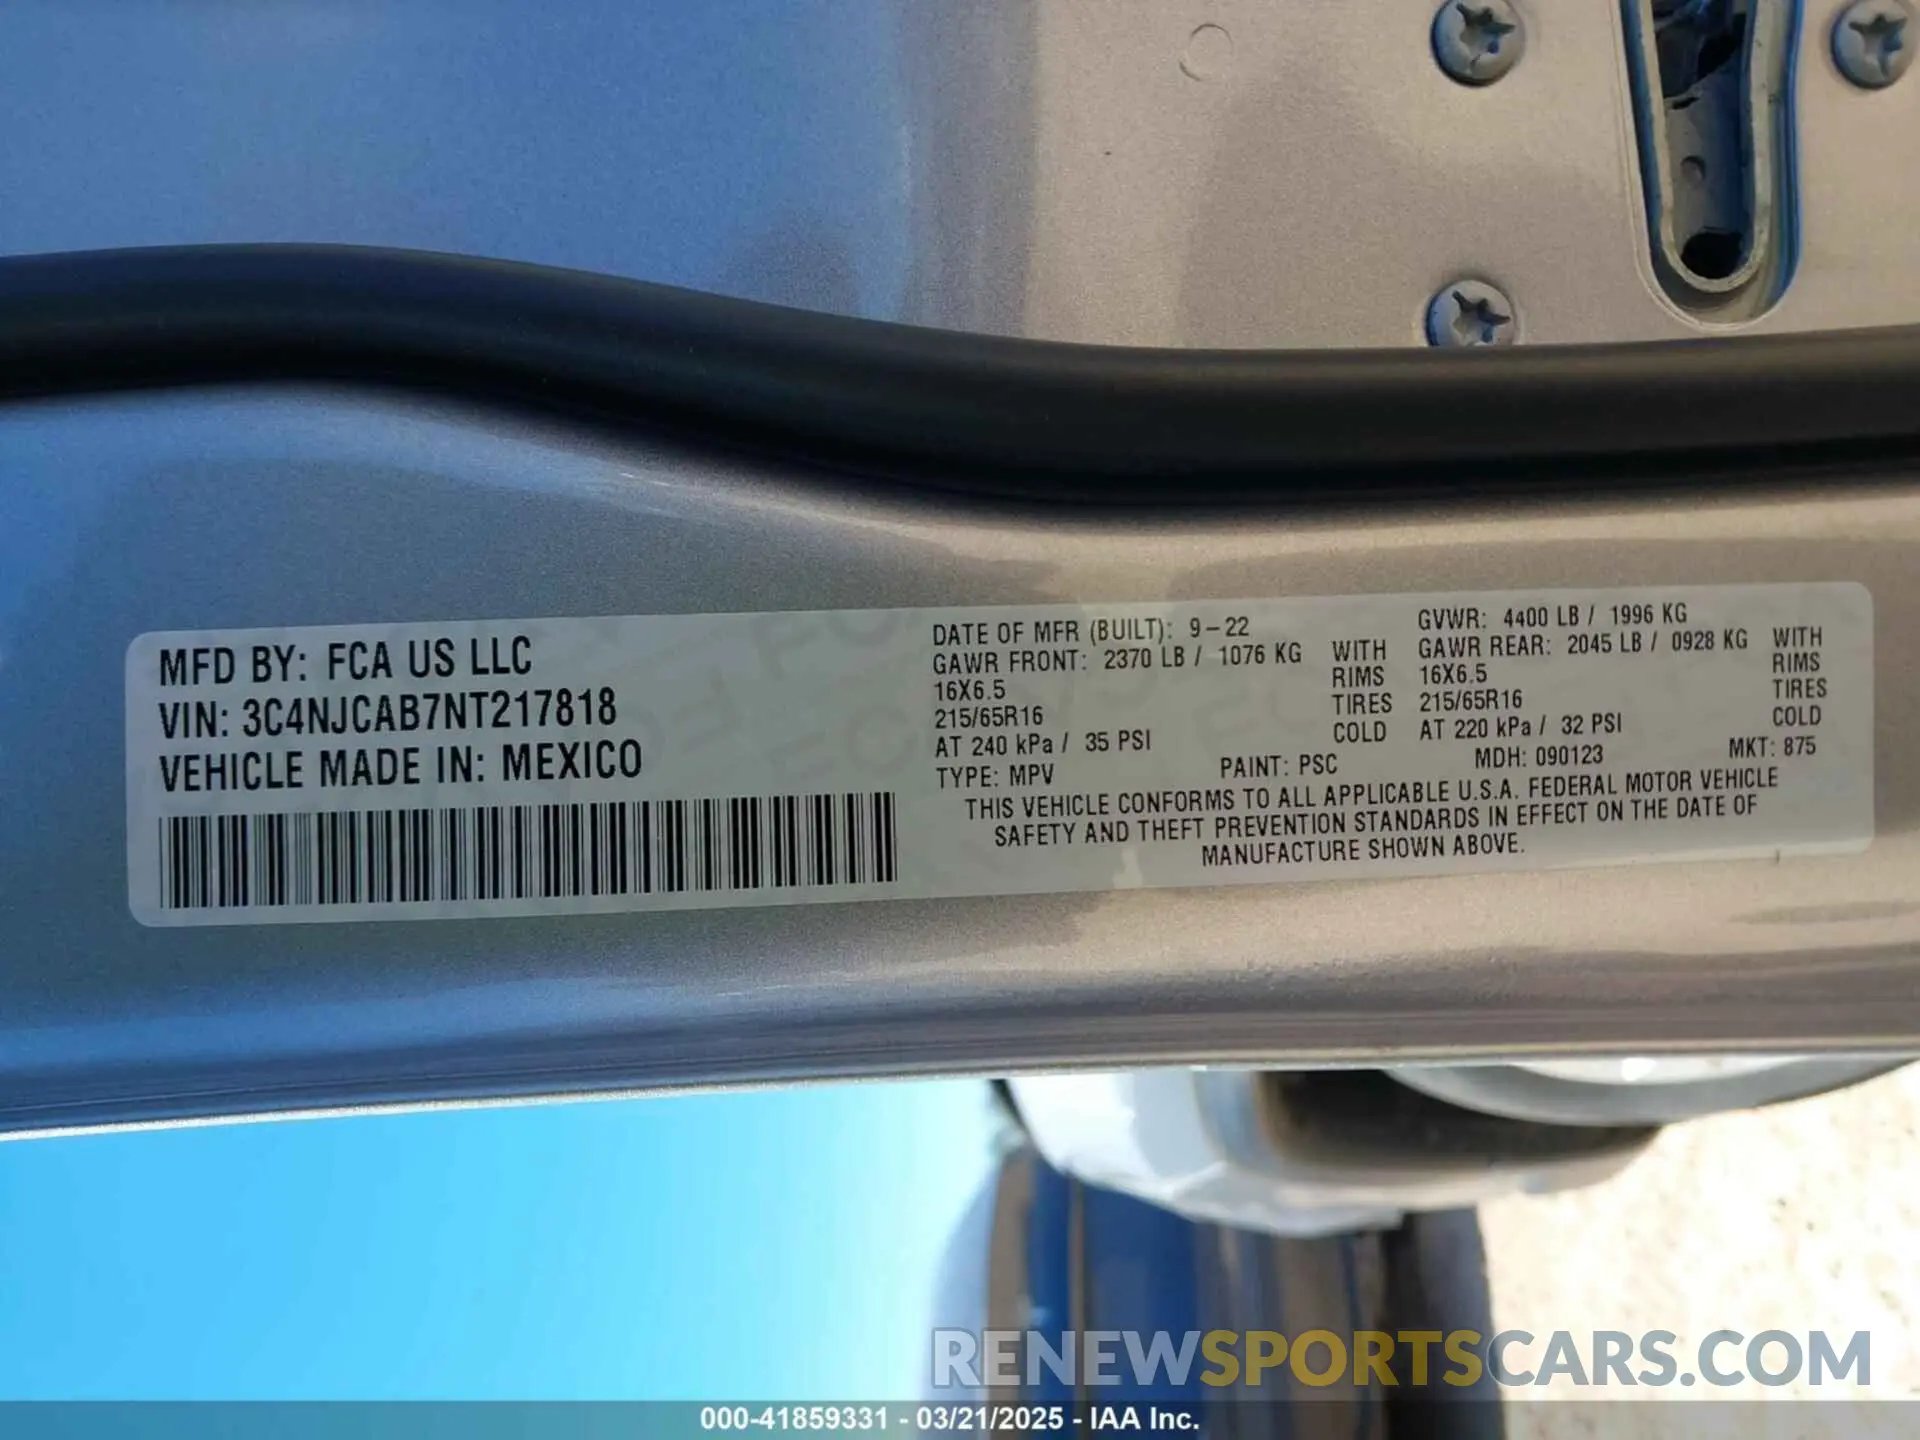 MFD BY: FCA US LLC
VIN: 3C4NJCAB7NT217818
VEHICLE MADE IN: MEXICO
DATE OF MFR (BUILT): 9-22
GAWR FRONT: 2370 LB / 1076 KG WITH
16X6.5 RIMS
215/65R16 TIRES
AT 240 kPa / 35 PSI COLD
GVWR: 4400 LB / 1996 KG
GAWR REAR: 2045 LB / 0928 KG WITH
16X6.5 RIMS
215/65R16 TIRES
AT 220 kPa / 32 PSI COLD
TYPE: MPV PAINT: PSC MDH: 090123 MKT: 875
THIS VEHICLE CONFORMS TO ALL APPLICABLE U.S.A. FEDERAL MOTOR VEHICLE
SAFETY AND THEFT PREVENTION STANDARDS IN EFFECT ON THE DATE OF
MANUFACTURE SHOWN ABOVE.
RENEWSPORTSCARS.COM
000-41859331 - 03/21/2025 - IAA Inc.